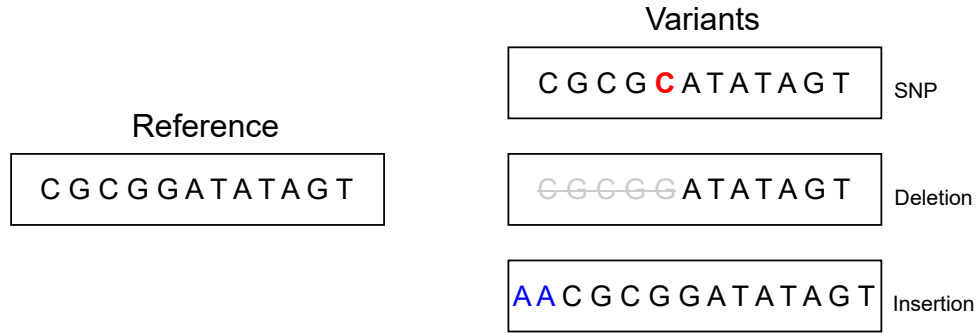 Variants
C G C G C A T A T A G T
SNP
Reference
C G C G G A T A T A G T
C G C G G A T A T A G T
Deletion
A A C G C G G A T A T A G T
Insertion